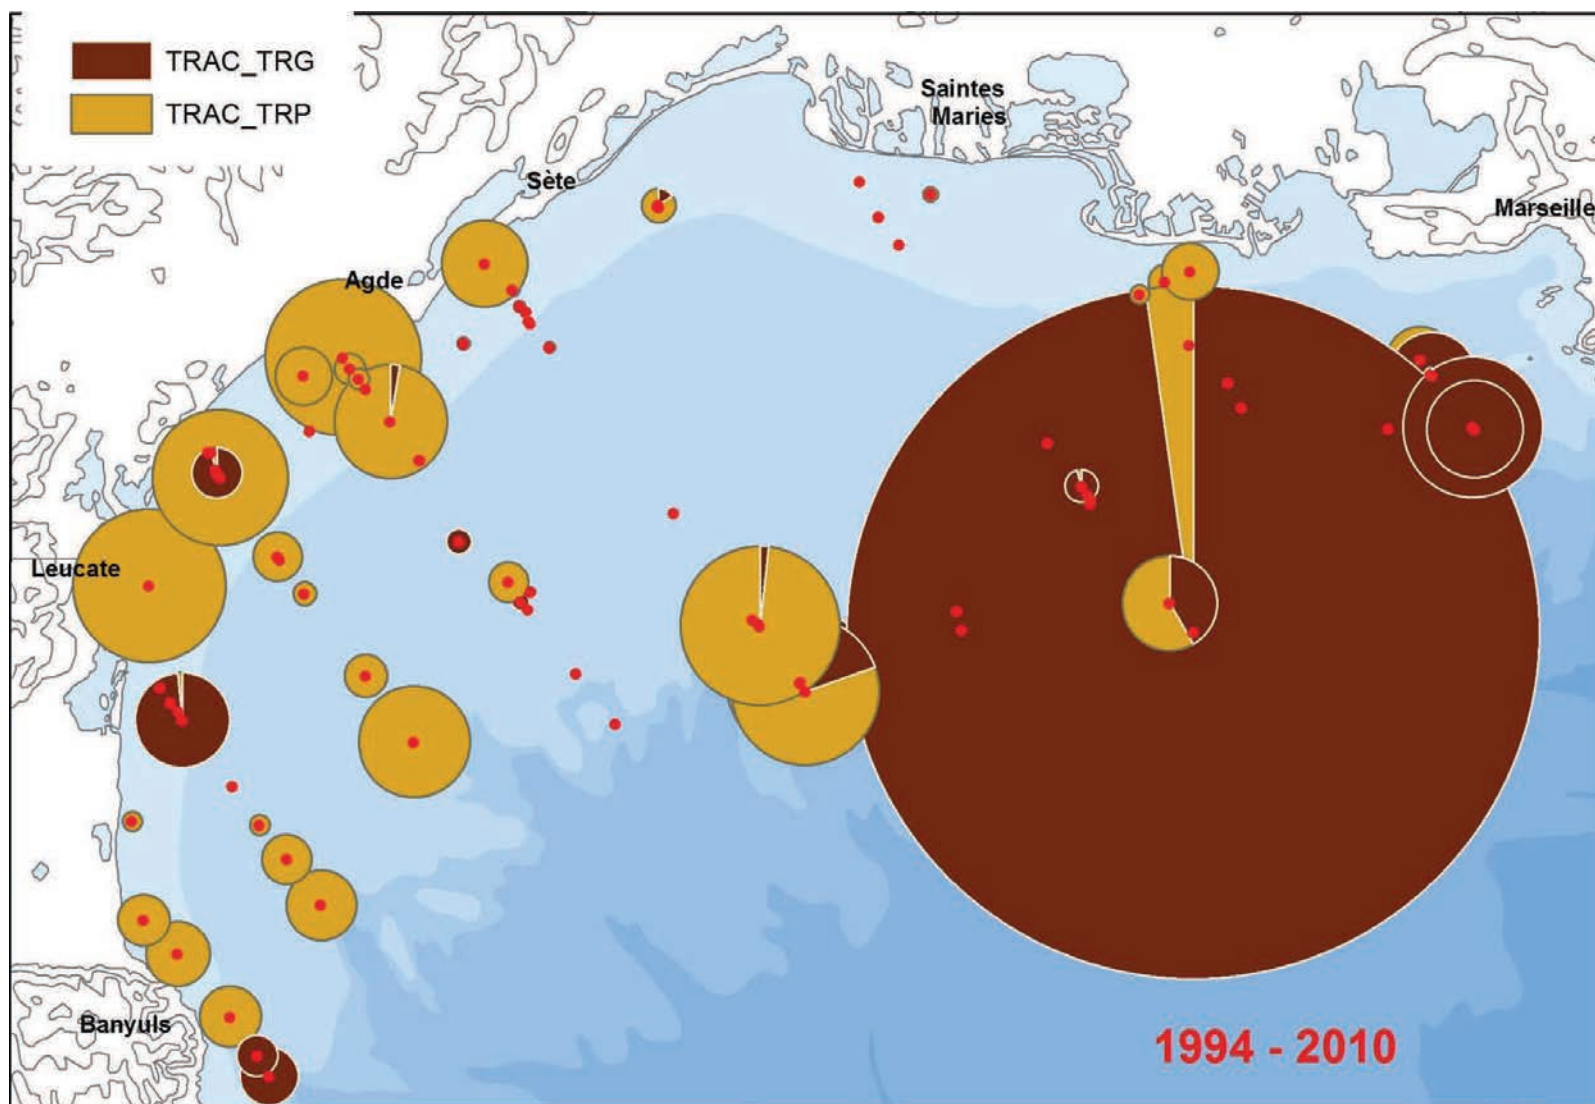 TRAC_TRG
TRAC_TRP
Saintes
Maries
Sète
Marseille
Agde
Leucate
Banyuls
1994 - 2010